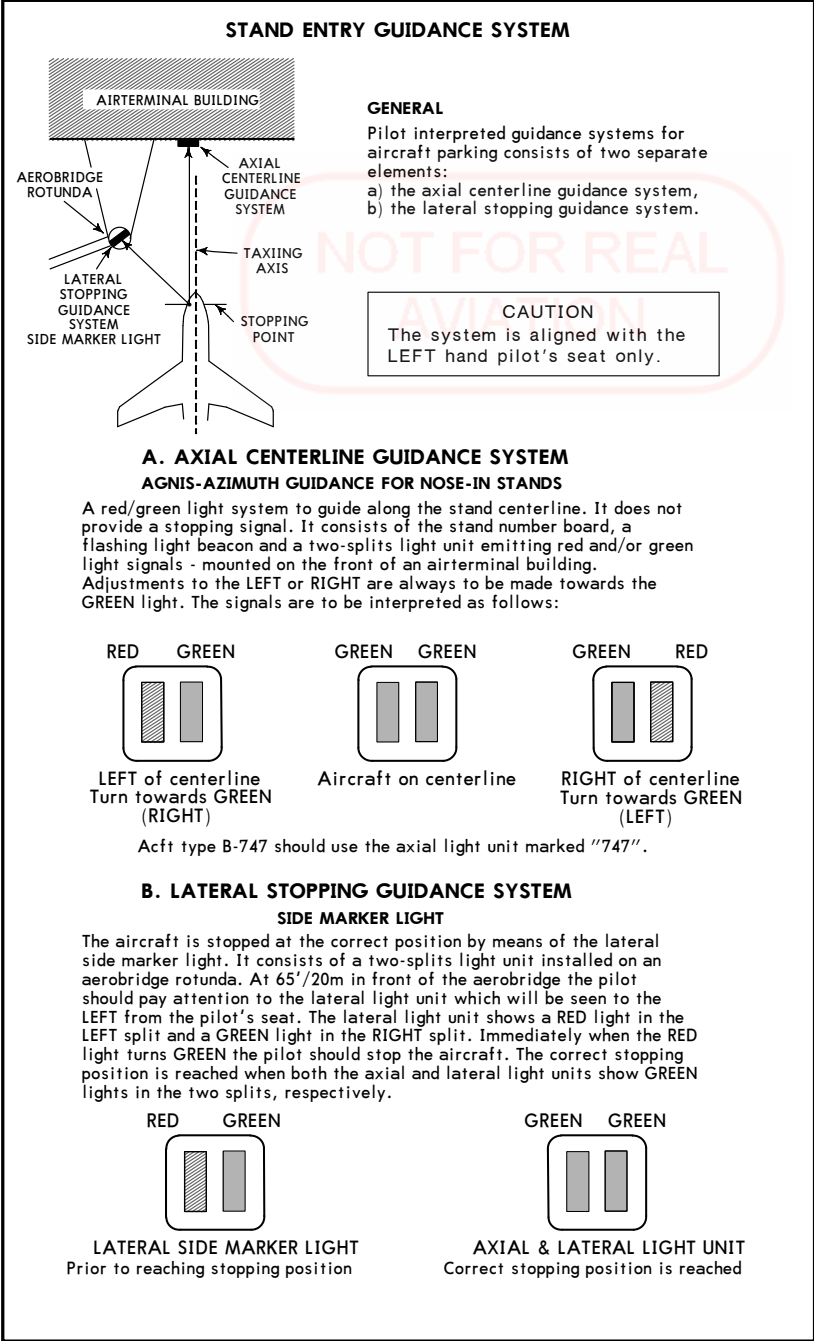 STAND ENTRY GUIDANCE SYSTEM
AIRTERMINAL BUILDING
AEROBRIDGE
ROTUNDA
AXIAL
CENTERLINE
GUIDANCE
SYSTEM
TAXIING
AXIS
LATERAL
STOPPING
GUIDANCE
SYSTEM
SIDE MARKER LIGHT
STOPPING
POINT
GENERAL
Pilot interpreted guidance systems for
aircraft parking consists of two separate
elements:
a) the axial centerline guidance system,
b) the lateral stopping guidance system.
NOT FOR REAL
AVIATION
CAUTION
The system is aligned with the
LEFT hand pilot's seat only.
A. AXIAL CENTERLINE GUIDANCE SYSTEM
AGNIS-AZIMUTH GUIDANCE FOR NOSE-IN STANDS
A red/green light system to guide along the stand centerline. It does not
provide a stopping signal. It consists of the stand number board, a
flashing light beacon and a two-splits light unit emitting red and/or green
light signals - mounted on the front of an airterminal building.
Adjustments to the LEFT or RIGHT are always to be made towards the
GREEN light. The signals are to be interpreted as follows:
RED GREEN
GREEN GREEN
GREEN RED
LEFT of centerline
Turn towards GREEN
(RIGHT)
Aircraft on centerline
RIGHT of centerline
Turn towards GREEN
(LEFT)
Acft type B-747 should use the axial light unit marked "747".
B. LATERAL STOPPING GUIDANCE SYSTEM
SIDE MARKER LIGHT
The aircraft is stopped at the correct position by means of the lateral
side marker light. It consists of a two-splits light unit installed on an
aerobridge rotunda. At 65'/20m in front of the aerobridge the pilot
should pay attention to the lateral light unit which will be seen to the
LEFT from the pilot's seat. The lateral light unit shows a RED light in the
LEFT split and a GREEN light in the RIGHT split. Immediately when the RED
light turns GREEN the pilot should stop the aircraft. The correct stopping
position is reached when both the axial and lateral light units show GREEN
lights in the two splits, respectively.
RED GREEN
GREEN GREEN
LATERAL SIDE MARKER LIGHT
Prior to reaching stopping position
AXIAL & LATERAL LIGHT UNIT
Correct stopping position is reached